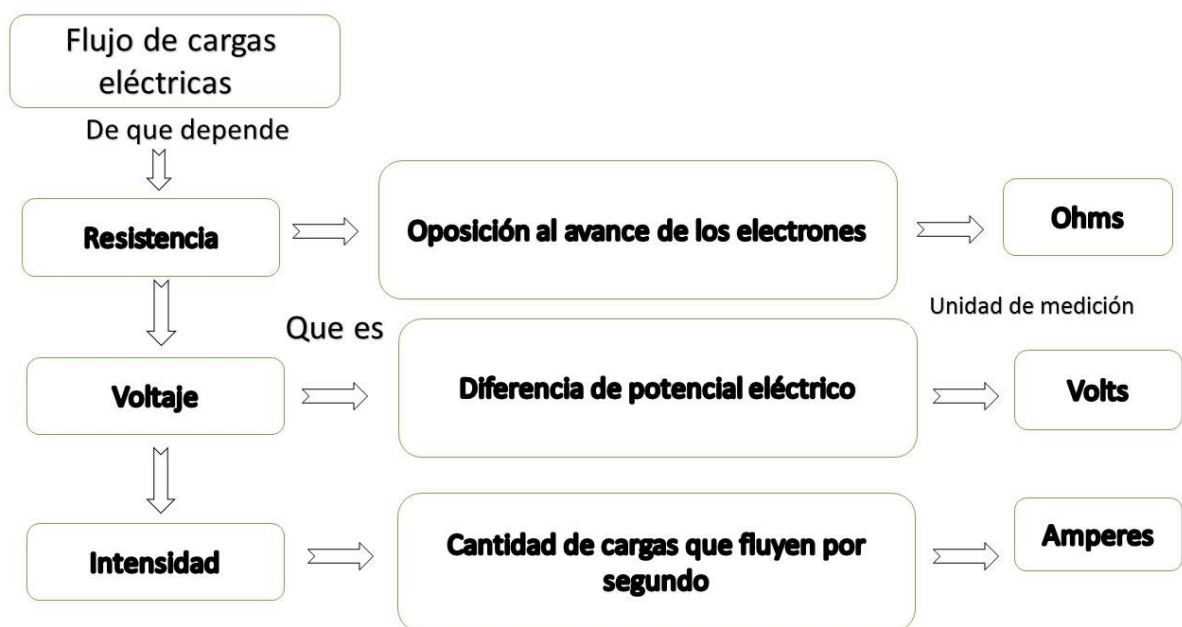 Flujo de cargas
eléctricas
De que depende
Resistencia
Oposición al avance de los electrones
Ohms
Unidad de medición
Que es
Voltaje
Diferencia de potencial eléctrico
Volts
Intensidad
Cantidad de cargas que fluyen por
segundo
Amperes